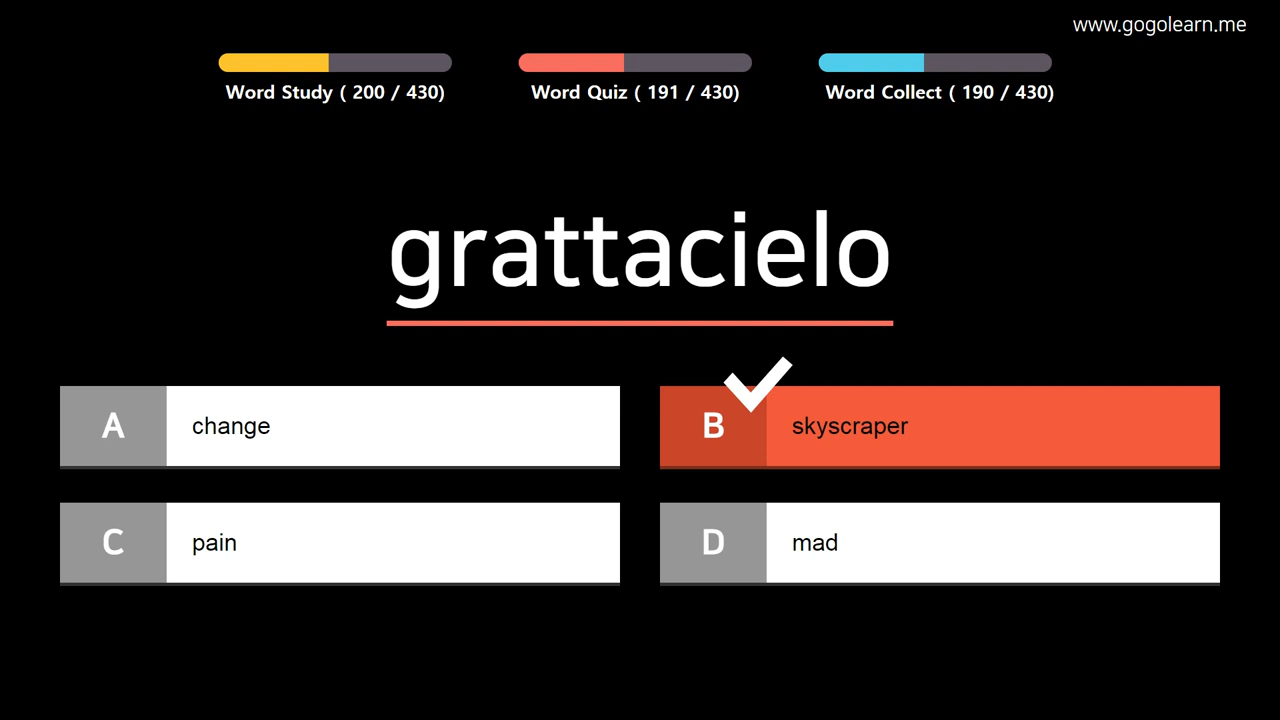 www.gogolearn.me
Word Study ( 200 / 430)
Word Quiz ( 191 / 430)
Word Collect ( 190 / 430)
grattacielo
A change
B skyscraper
C pain
D mad